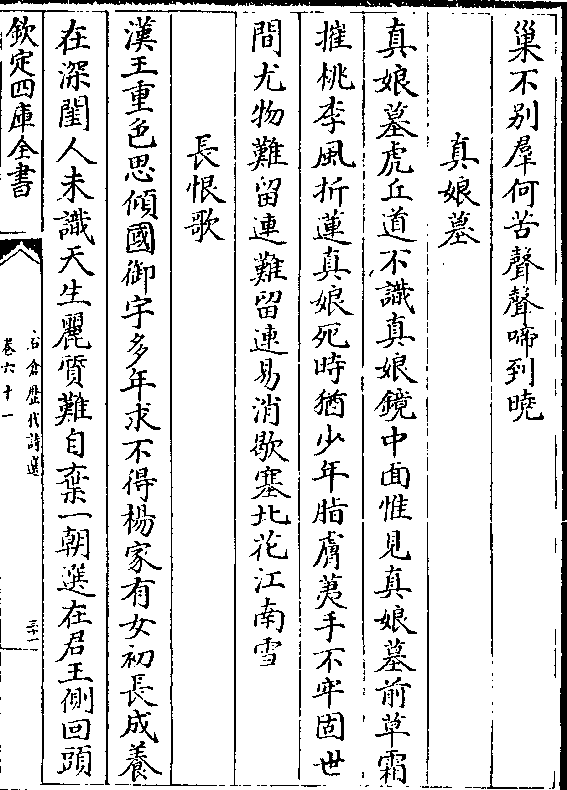 巢不别羣何苦聲聲啼到曉
真娘墓
真娘墓虎丘道不識真娘鏡中面惟見真娘墓前草霜
摧桃李風折蓮真娘死時猶少年脂膚荑手不牢固世
間尤物難留連難留連易消歇塞北花江南雪
長恨歌
漢王重色思傾國御宇多年求不得楊家有女初長成養
在深閨人未識天生麗質難自棄一朝選在君王側回頭
欽定四庫全書
石倉歴代詩選
卷六十一
三十一